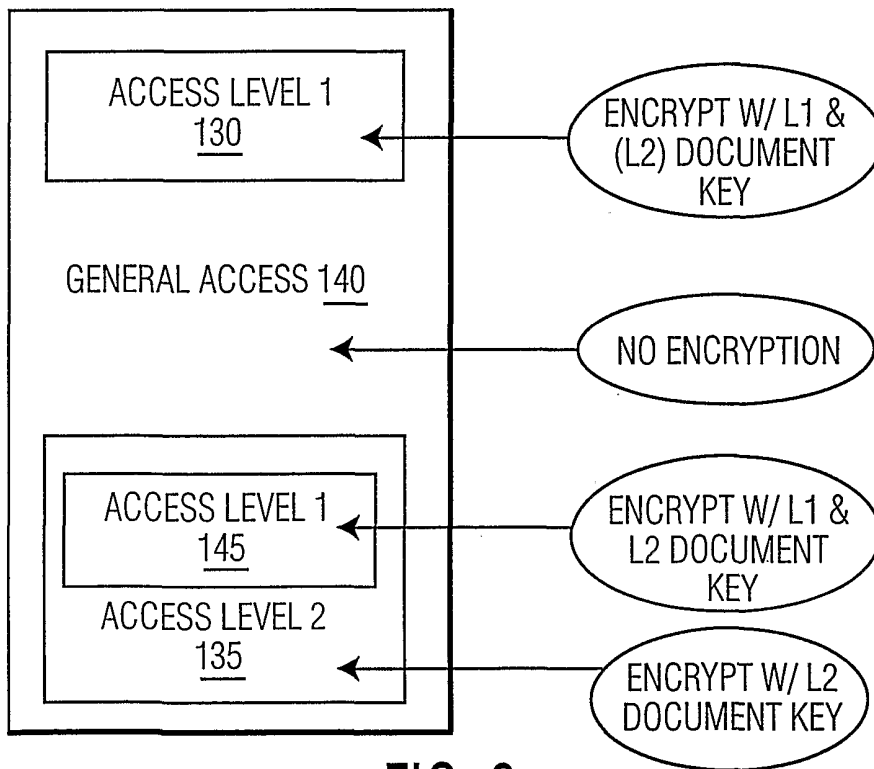 ACCESS LEVEL 1
130
ENCRYPT W/ L1 &
(L2) DOCUMENT
KEY
GENERAL ACCESS 140
NO ENCRYPTION
ACCESS LEVEL 1
145
ENCRYPT W/ L1 &
L2 DOCUMENT
KEY
ACCESS LEVEL 2
135
ENCRYPT W/ L2
DOCUMENT KEY